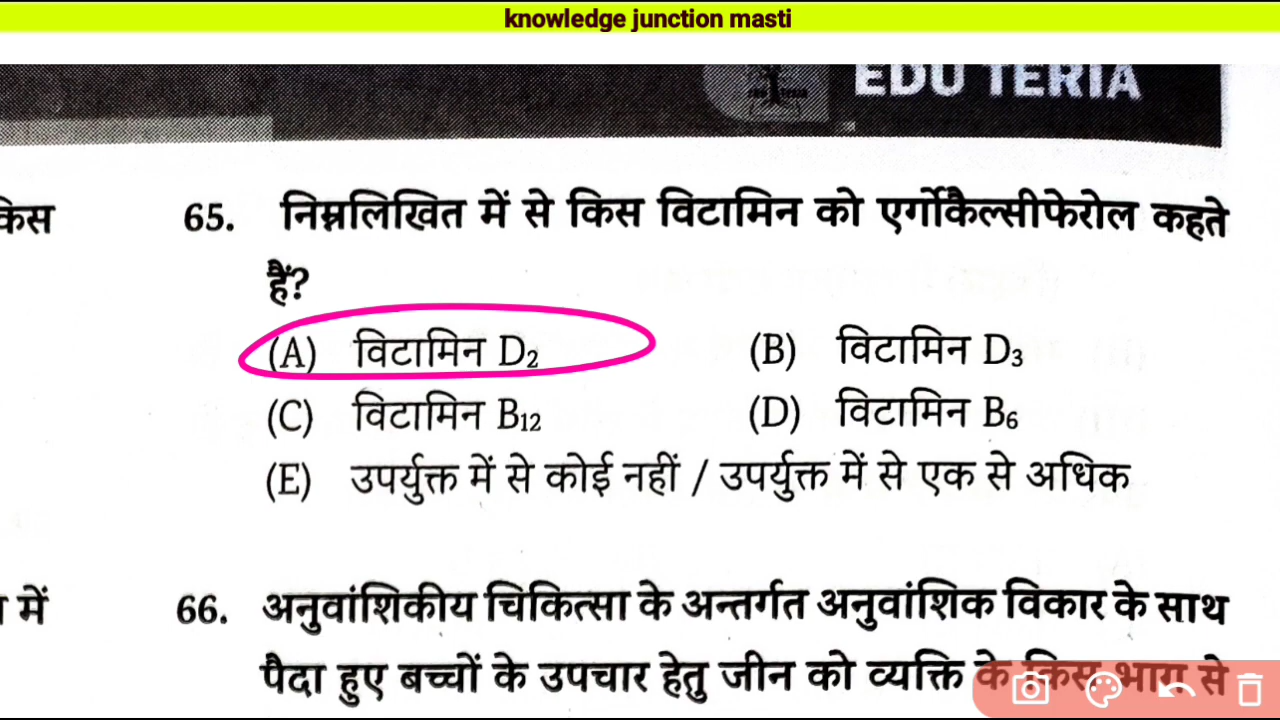 knowledge junction masti
EDU TERIA
किस
65. निम्नलिखित में से किस विटामिन को एर्गोकैल्सीफेरोल कहते
हैं?
(A) विटामिन D₂ (B) विटामिन D₃
(C) विटामिन B₁₂ (D) विटामिन B₆
(E) उपर्युक्त में से कोई नहीं / उपर्युक्त में से एक से अधिक
में
66. अनुवांशिकीय चिकित्सा के अन्तर्गत अनुवांशिक विकार के साथ
पैदा हुए बच्चों के उपचार हेतु जीन को व्यक्ति के किस भाग से